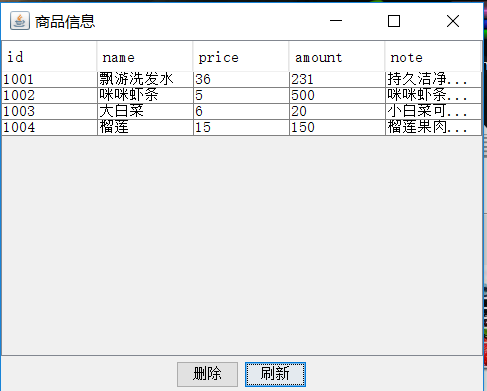 商品信息
id name price amount note
1001 飘游洗发水 36 231 持久洁净...
1002 咪咪虾条 5 500 咪咪虾条...
1003 大白菜 6 20 小白菜可...
1004 榴莲 15 150 榴莲果肉...
删除 刷新